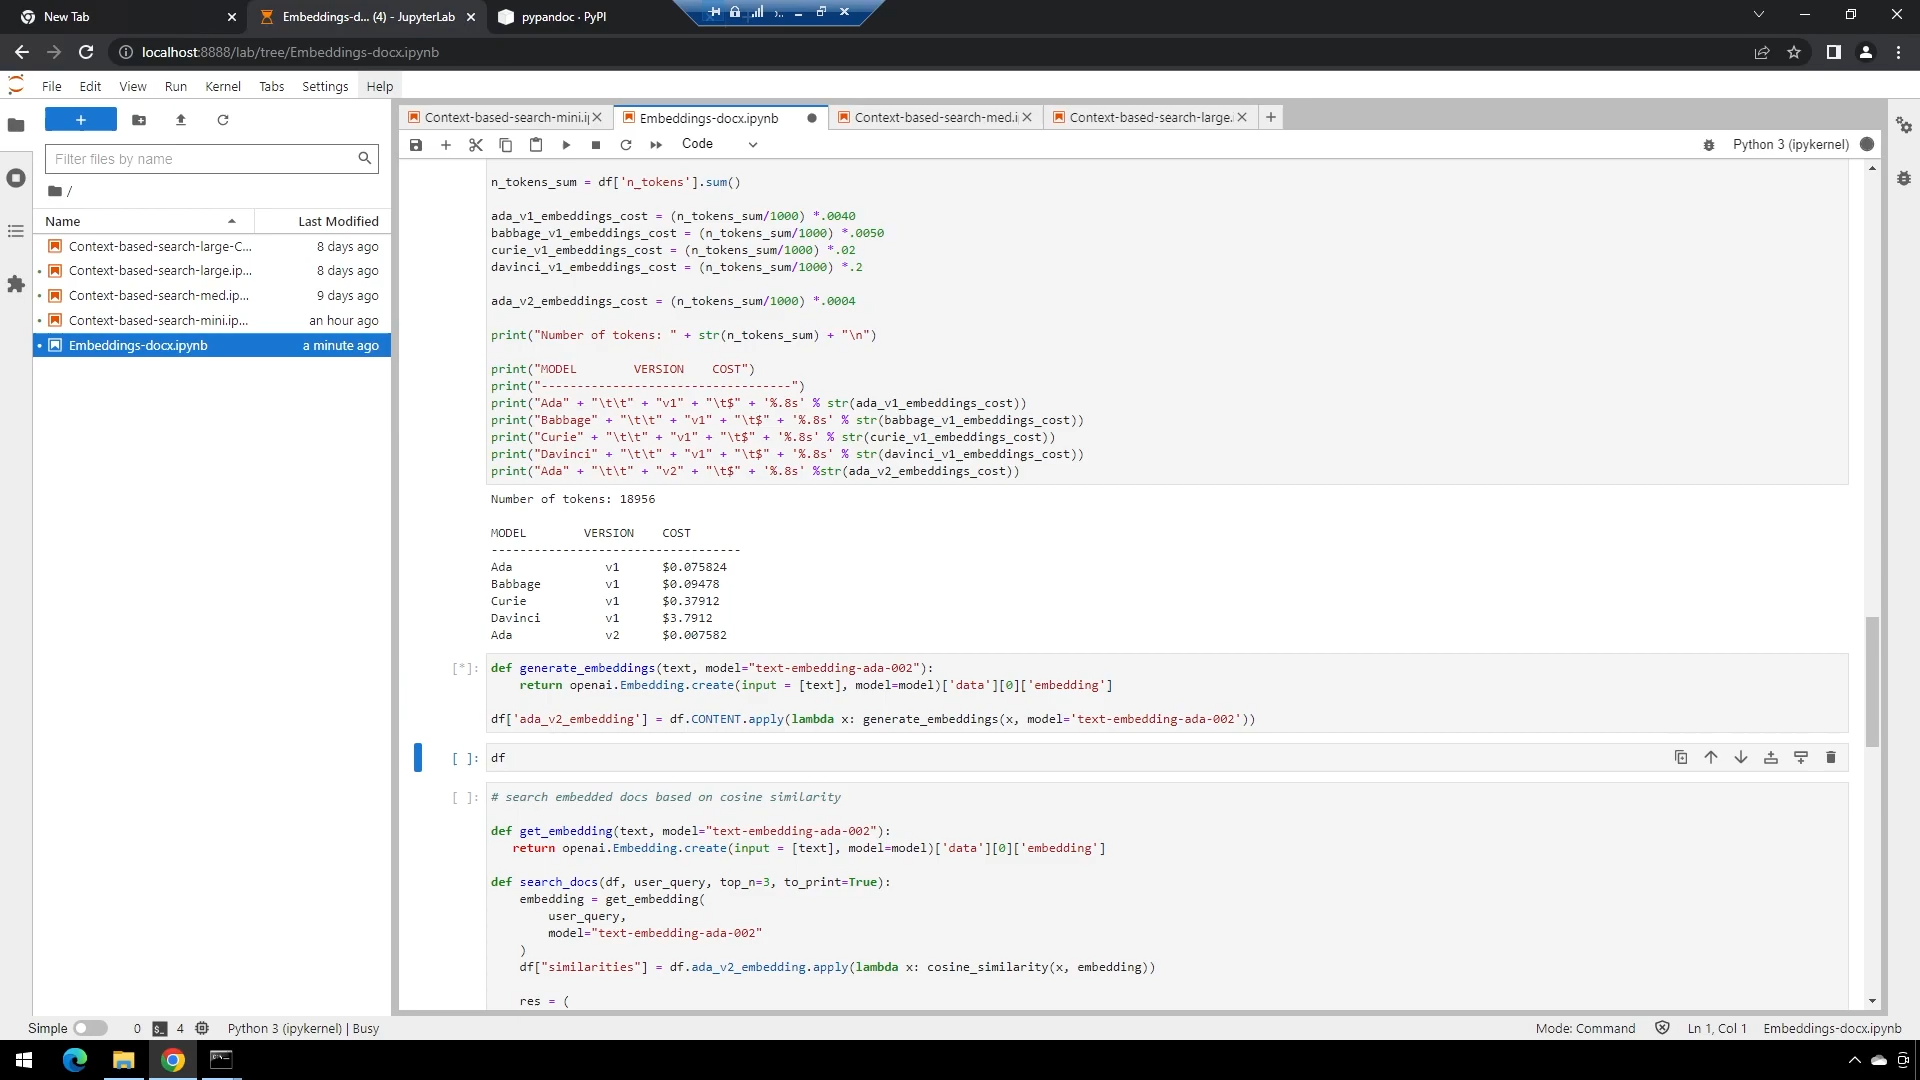 New Tab
Embeddings-d... (4) - JupyterLab
pypandoc · PyPI
localhost:8888/lab/tree/Embeddings-docx.ipynb
File Edit View Run Kernel Tabs Settings Help
Context-based-search-mini.i
Embeddings-docx.ipynb
Context-based-search-med.i
Context-based-search-large.
Code
Python 3 (ipykernel)
Filter files by name
/
Name Last Modified
Context-based-search-large-C... 8 days ago
Context-based-search-large.ip... 8 days ago
Context-based-search-med.ip... 9 days ago
Context-based-search-mini.ip... an hour ago
Embeddings-docx.ipynb a minute ago
n_tokens_sum = df['n_tokens'].sum()
ada_v1_embeddings_cost = (n_tokens_sum/1000) *.0040
babbage_v1_embeddings_cost = (n_tokens_sum/1000) *.0050
curie_v1_embeddings_cost = (n_tokens_sum/1000) *.02
davinci_v1_embeddings_cost = (n_tokens_sum/1000) *.2
ada_v2_embeddings_cost = (n_tokens_sum/1000) *.0004
print("Number of tokens: " + str(n_tokens_sum) + "\n")
print("MODEL        VERSION    COST")
print("-----------------------------------")
print("Ada" + "\t\t" + "v1" + "\t$" + '%.8s' % str(ada_v1_embeddings_cost))
print("Babbage" + "\t\t" + "v1" + "\t$" + '%.8s' % str(babbage_v1_embeddings_cost))
print("Curie" + "\t\t" + "v1" + "\t$" + '%.8s' % str(curie_v1_embeddings_cost))
print("Davinci" + "\t\t" + "v1" + "\t$" + '%.8s' % str(davinci_v1_embeddings_cost))
print("Ada" + "\t\t" + "v2" + "\t$" + '%.8s' %str(ada_v2_embeddings_cost))
Number of tokens: 18956
MODEL        VERSION    COST
-----------------------------------
Ada v1 $0.075824
Babbage v1 $0.09478
Curie v1 $0.37912
Davinci v1 $3.7912
Ada v2 $0.007582
[*]: def generate_embeddings(text, model="text-embedding-ada-002"):
return openai.Embedding.create(input = [text], model=model)['data'][0]['embedding']
df['ada_v2_embedding'] = df.CONTENT.apply(lambda x: generate_embeddings(x, model='text-embedding-ada-002'))
[ ]: df
[ ]: # search embedded docs based on cosine similarity
def get_embedding(text, model="text-embedding-ada-002"):
return openai.Embedding.create(input = [text], model=model)['data'][0]['embedding']
def search_docs(df, user_query, top_n=3, to_print=True):
embedding = get_embedding(
user_query,
model="text-embedding-ada-002"
)
df["similarities"] = df.ada_v2_embedding.apply(lambda x: cosine_similarity(x, embedding))
res = (
Simple 0 4 Python 3 (ipykernel) | Busy
Mode: Command Ln 1, Col 1 Embeddings-docx.ipynb